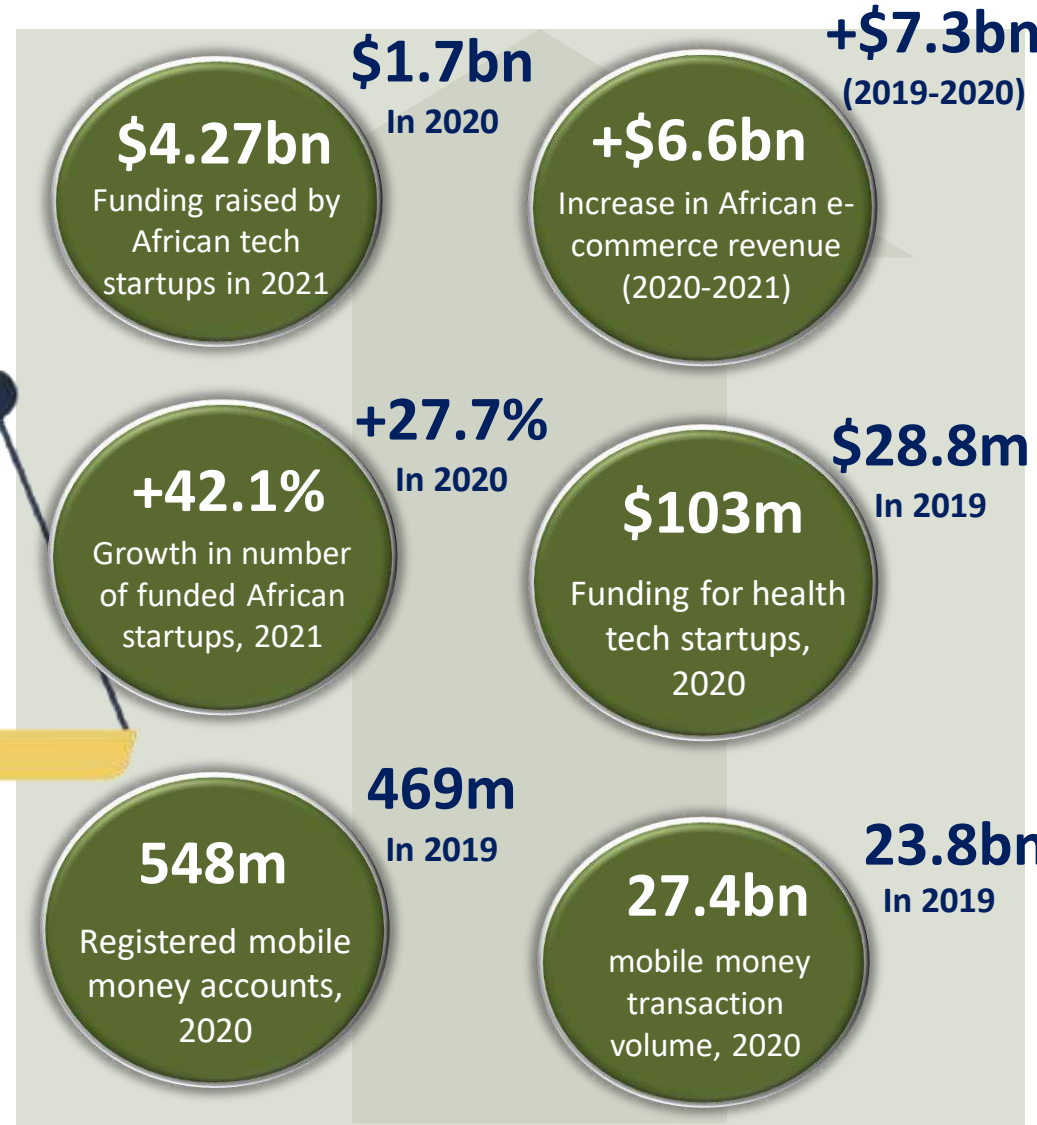 $4.27bn
Funding raised by
African tech
startups in 2021
$1.7bn
In 2020
+$6.6bn
Increase in African e-
commerce revenue
(2020-2021)
+$7.3bn
(2019-2020)
+42.1%
Growth in number
of funded African
startups, 2021
+27.7%
In 2020
$103m
Funding for health
tech startups,
2020
$28.8m
In 2019
548m
Registered mobile
money accounts,
2020
469m
In 2019
27.4bn
mobile money
transaction
volume, 2020
23.8bn
In 2019